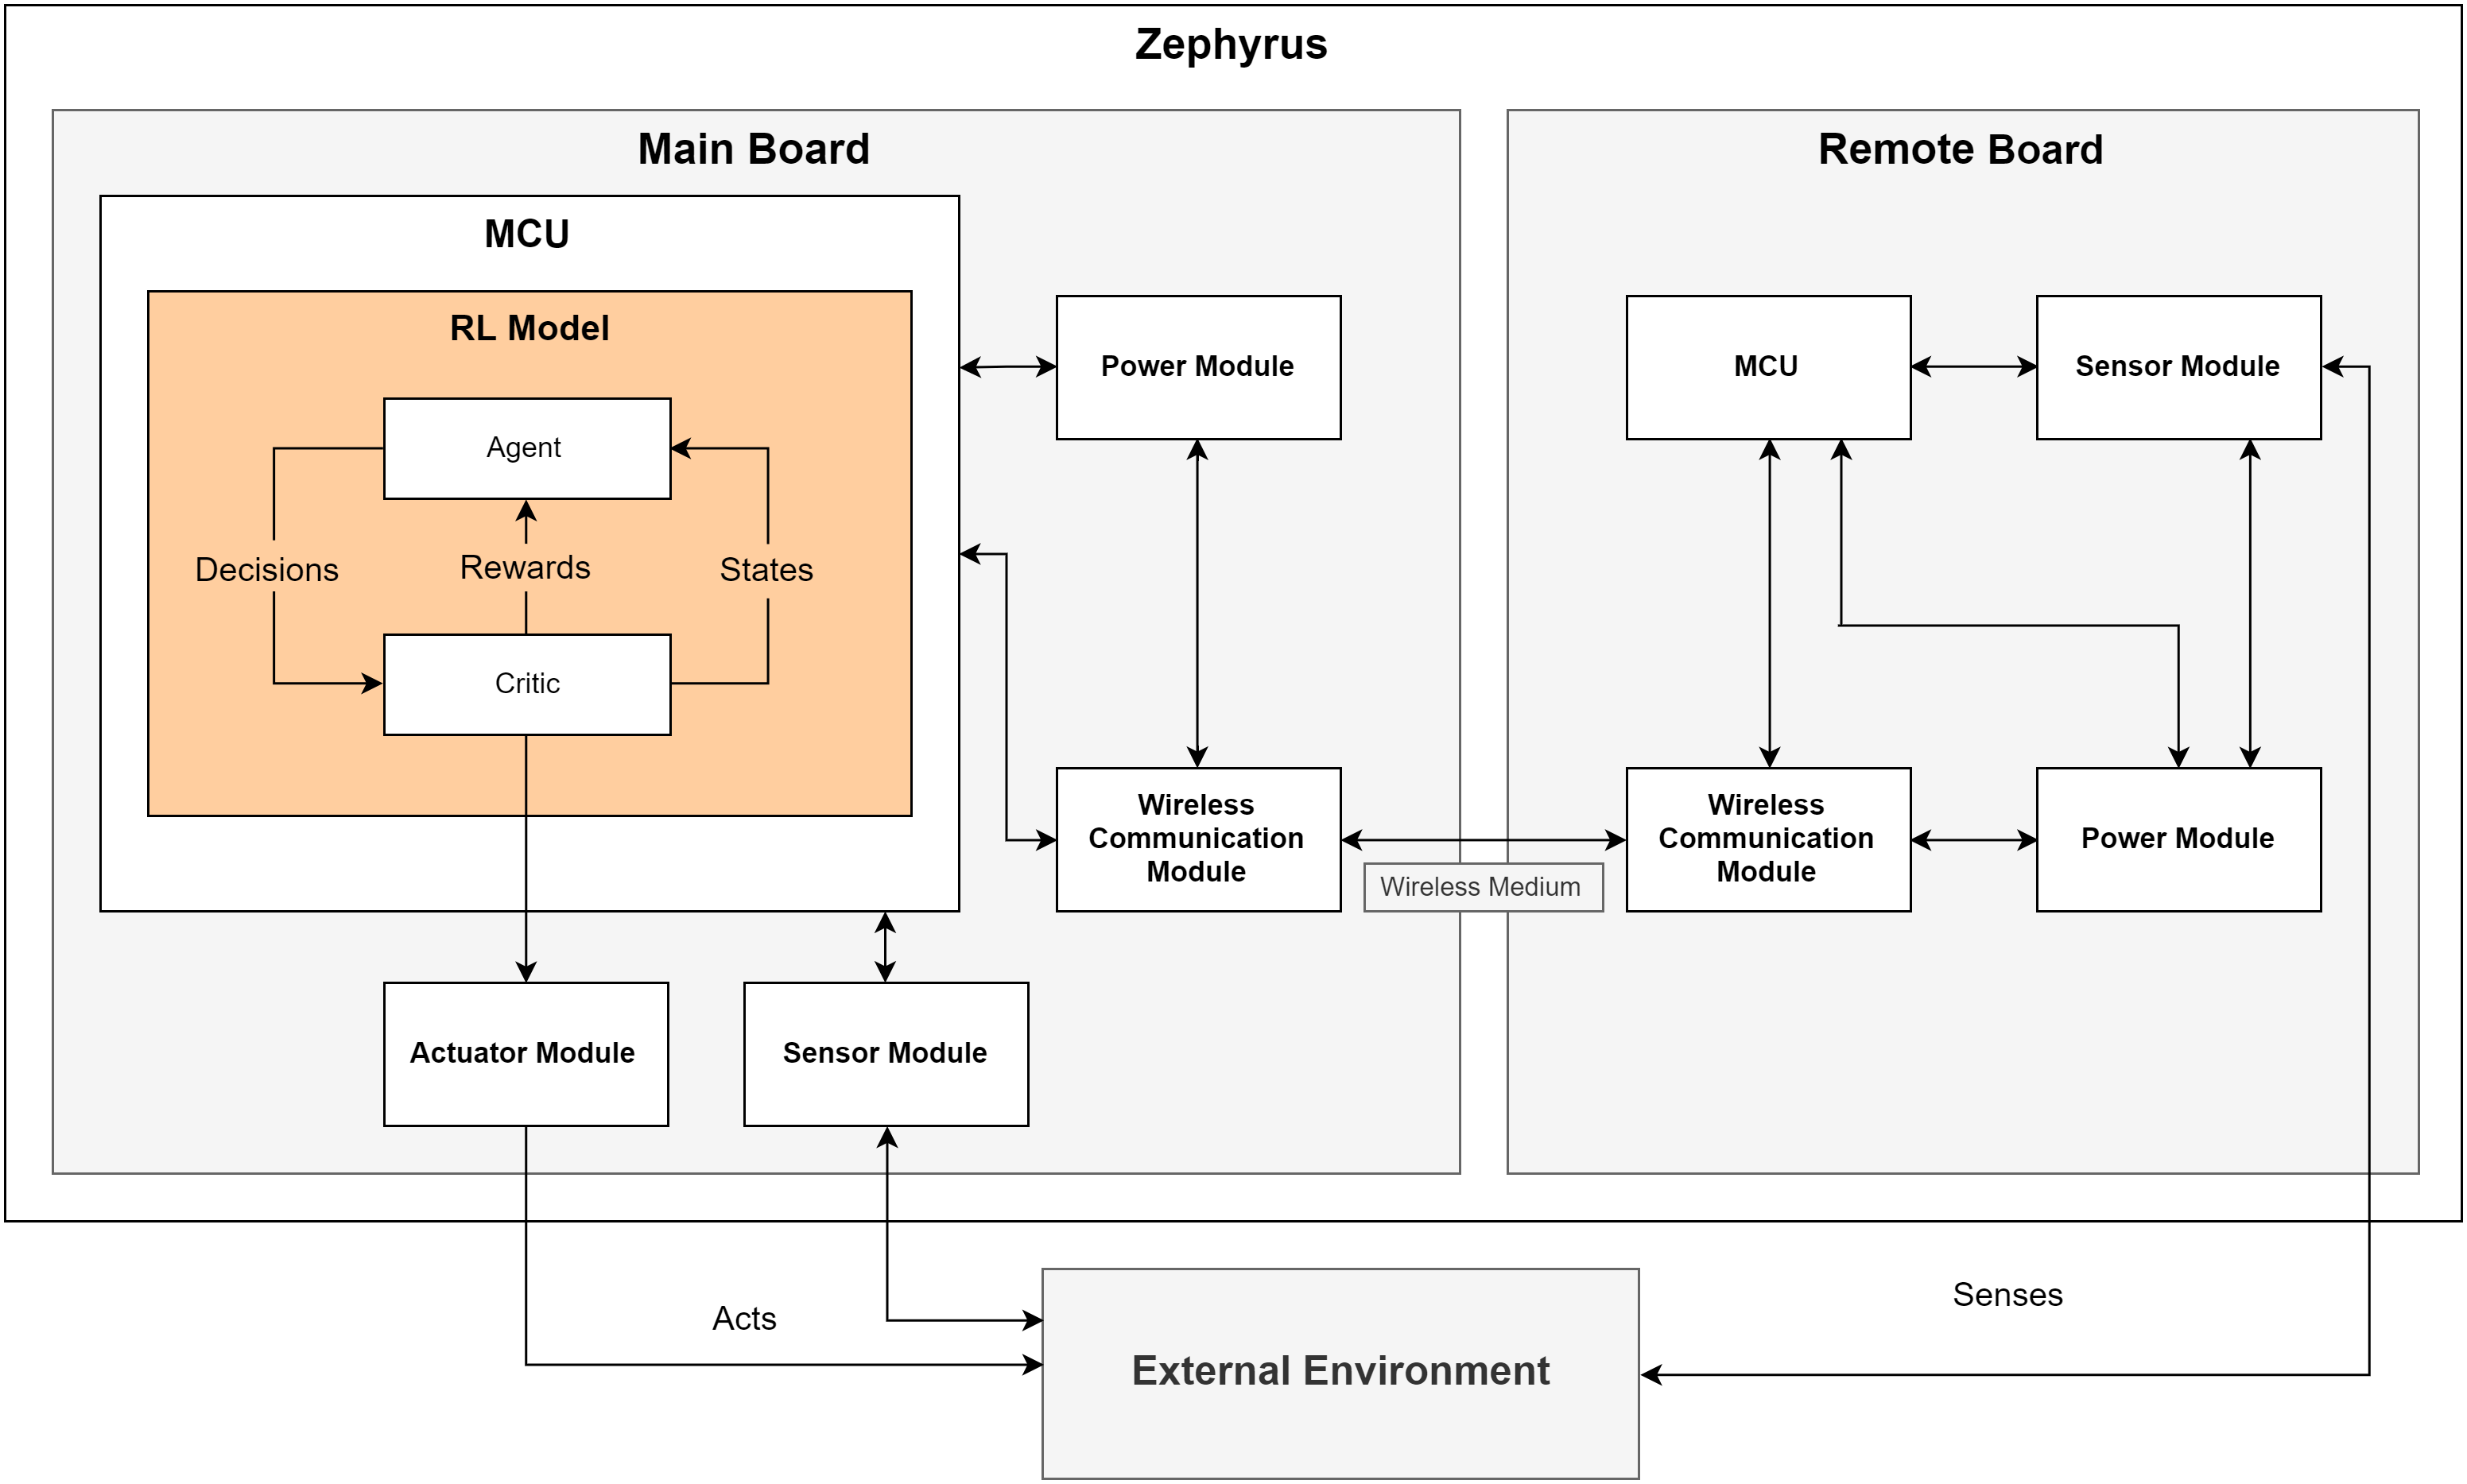 Zephyrus
Main Board
Remote Board
MCU
RL Model
Agent
Decisions
Rewards
States
Critic
Power Module
Wireless
Communication
Module
Actuator Module
Sensor Module
MCU
Sensor Module
Wireless
Communication
Module
Power Module
Wireless Medium
Acts
Senses
External Environment